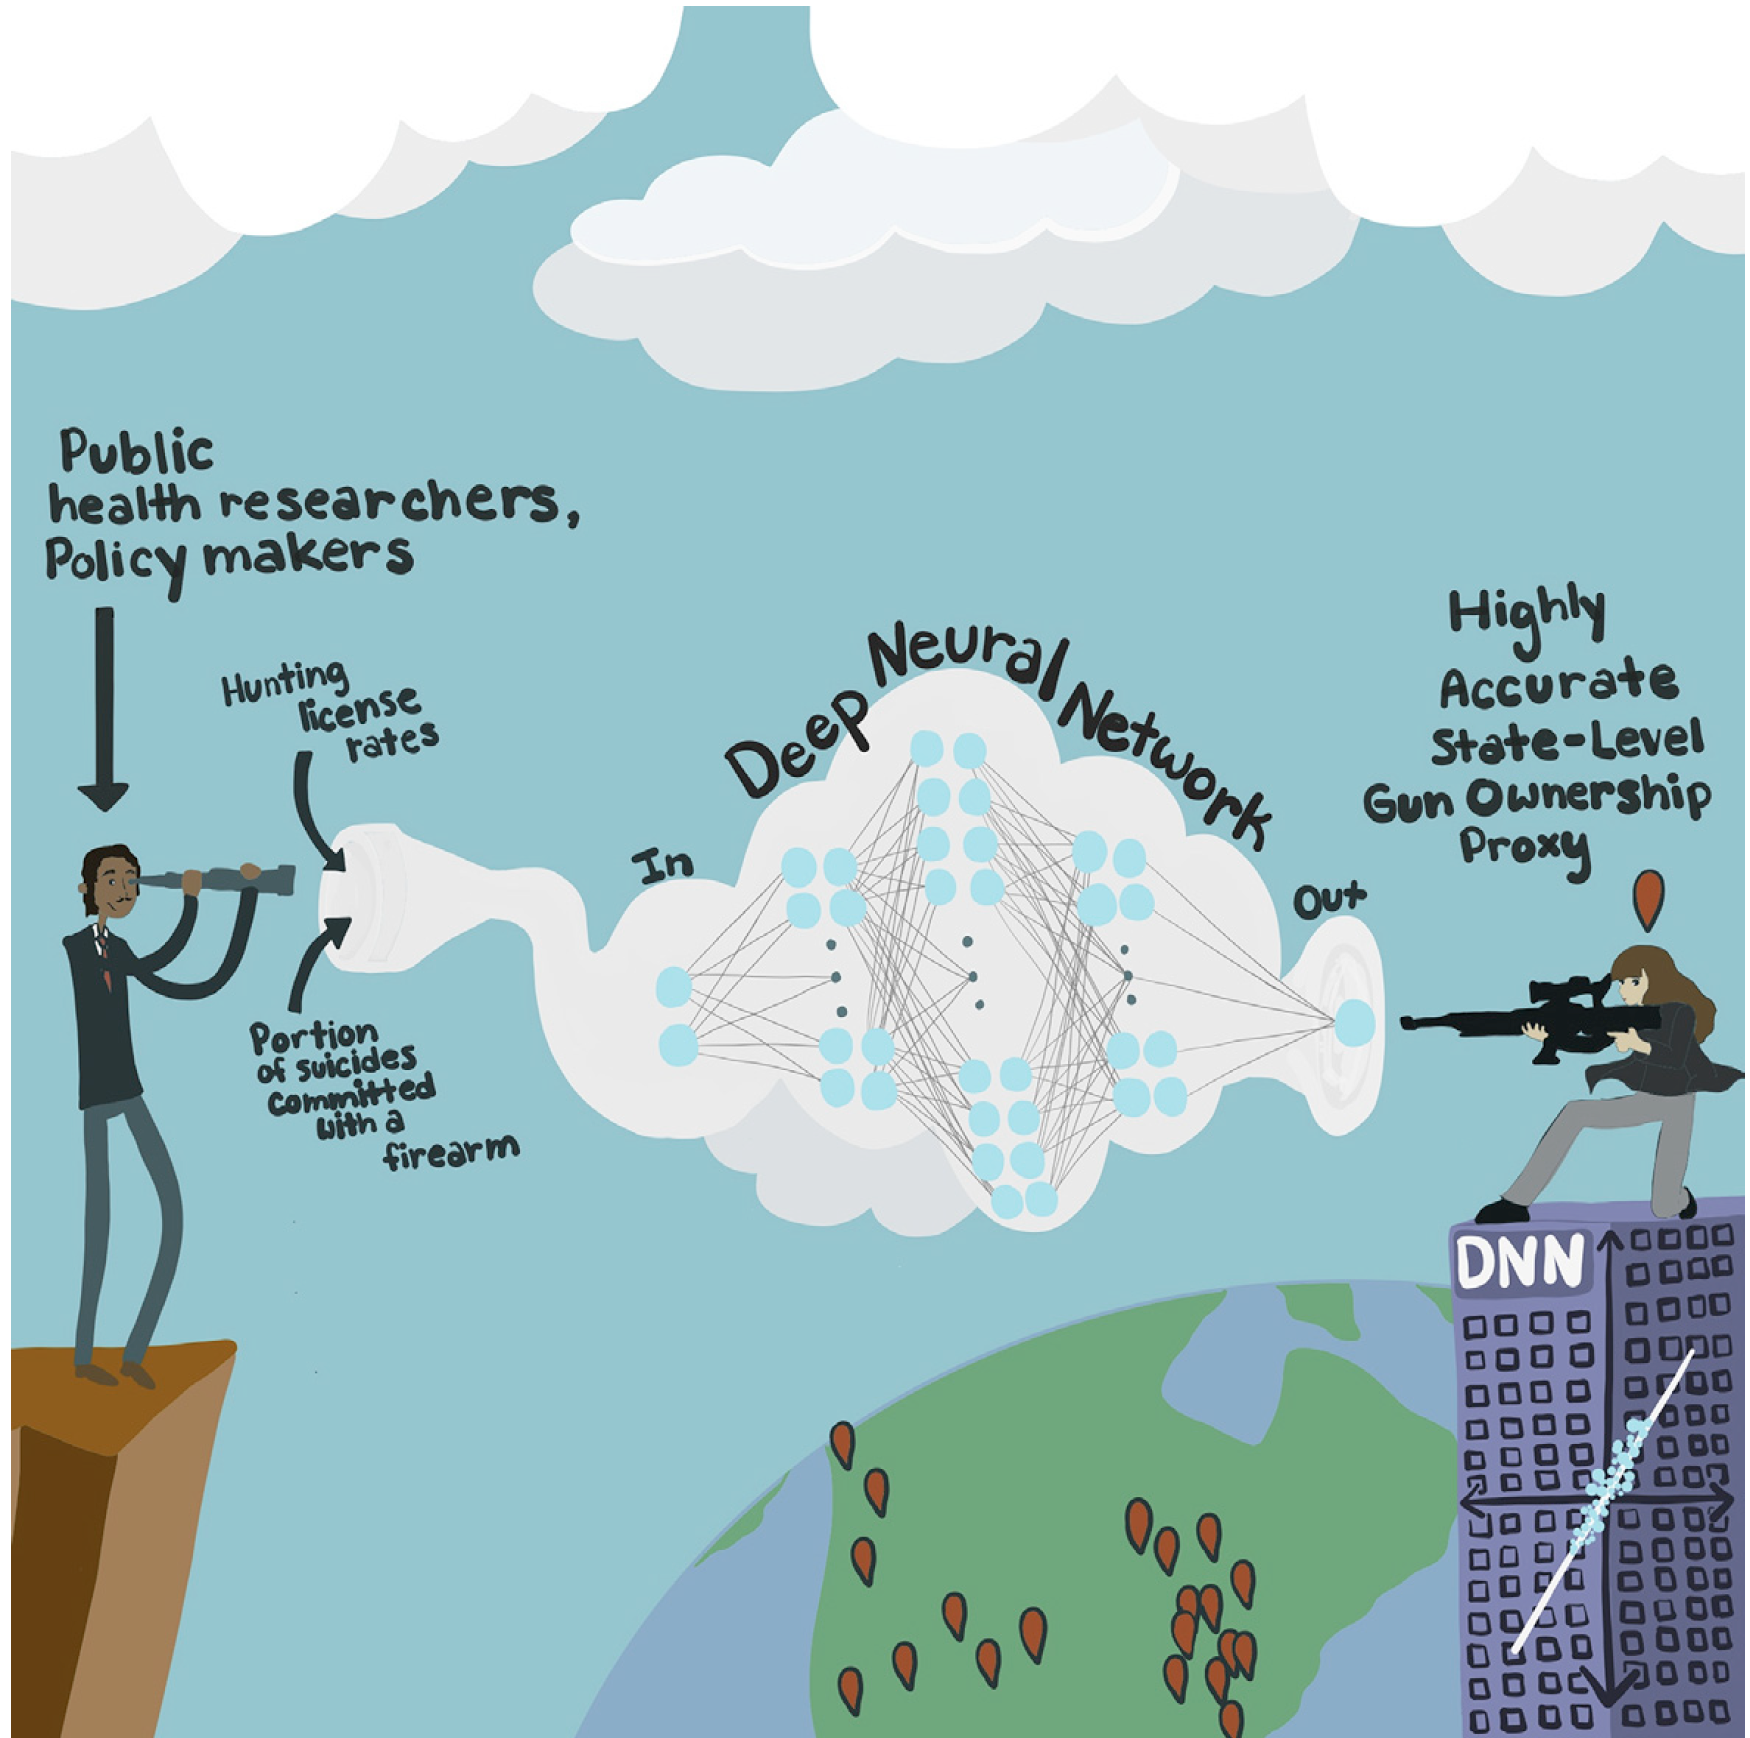 Public
health researchers,
Policy makers
Hunting
license
rates
Portion
of suicides
committed
with a
firearm
In
Deep Neural Network
Out
Highly
Accurate
State-Level
Gun Ownership
Proxy
DNN